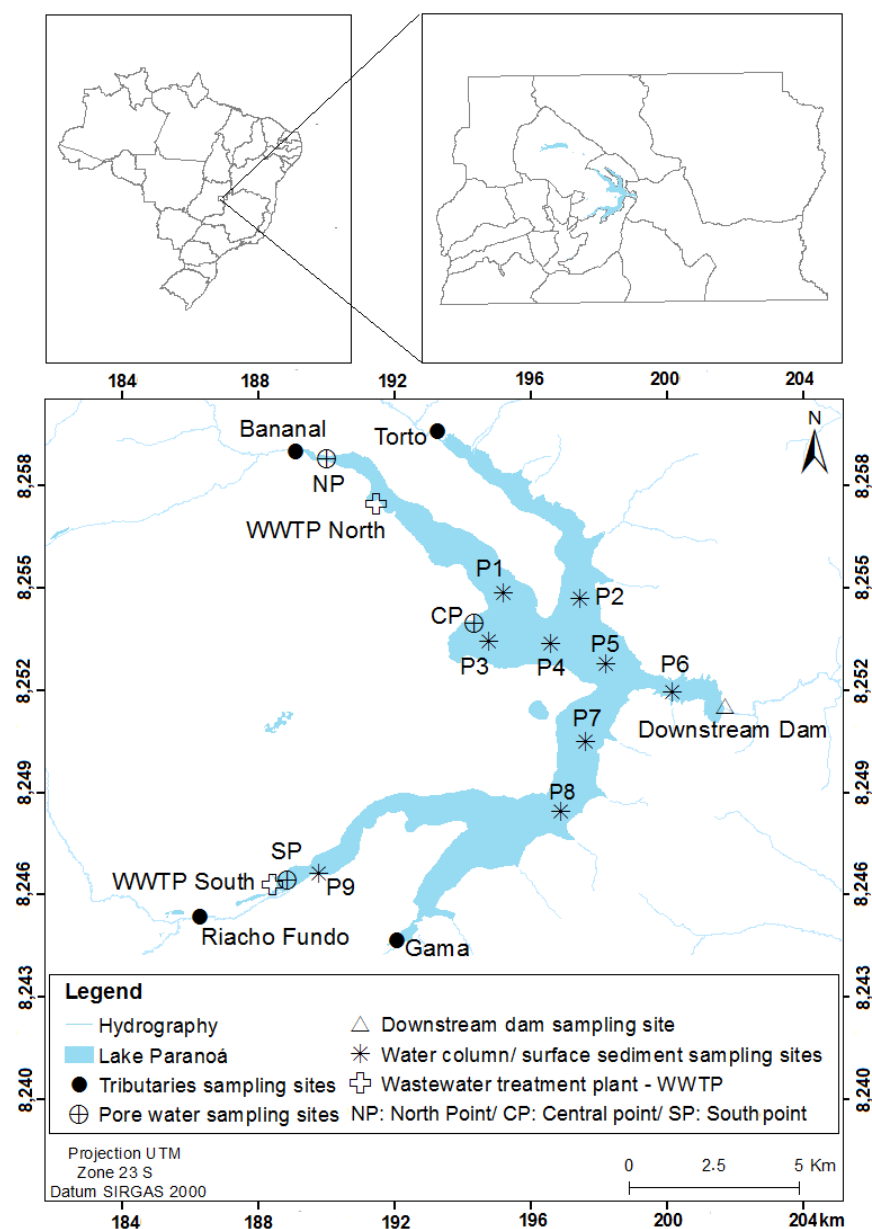 184 188 192 196 200 204
N
Bananal
Torto
NP
WWTP North
P1
P2
CP
P3
P4
P5
P6
Downstream Dam
P7
P8
SP
WWTP South
P9
Riacho Fundo
Gama
8,258
8,255
8,252
8,249
8,246
8,243
8,240
8,258
8,255
8,252
8,249
8,246
8,243
8,240
Legend
Hydrography
Lake Paranoá
Tributaries sampling sites
Pore water sampling sites
Downstream dam sampling site
Water column/ surface sediment sampling sites
Wastewater treatment plant - WWTP
NP: North Point/ CP: Central point/ SP: South point
Projection UTM
Zone 23 S
Datum SIRGAS 2000
0 2.5 5 Km
184 188 192 196 200 204 km